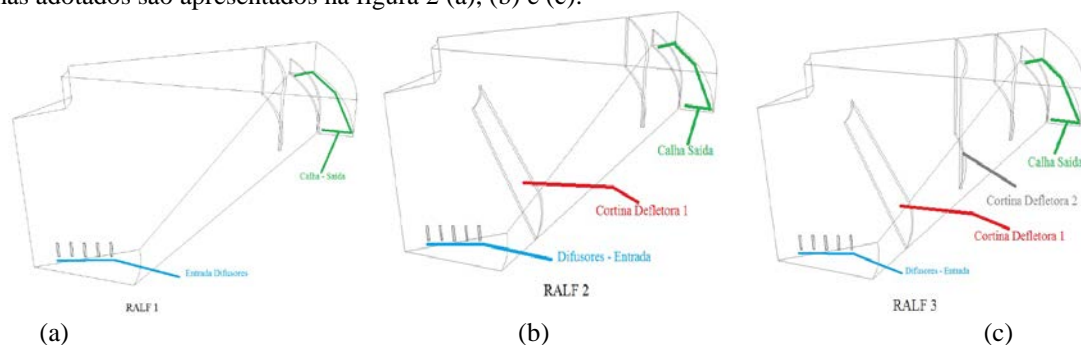 mas adotados são apresentados na figura 2 (a), (b) e (c).
Calha - Saída
Entrada Difusores
RALF 1
(a)
Calha Saída
Cortina Defletora 1
Difusores - Entrada
RALF 2
(b)
Calha Saída
Cortina Defletora 2
Cortina Defletora 1
Difusores - Entrada
RALF 3
(c)